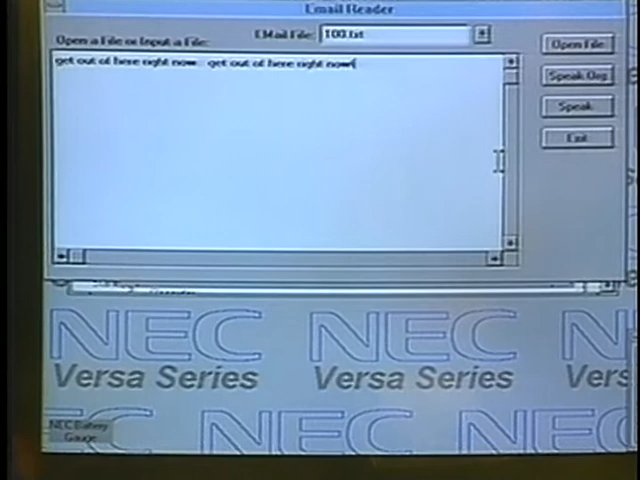 Email Reader
Open a File or Input a File:
EMail File: 100.txt
Open File
get out of here right now. get out of here right now!
Speak Org
Speak
Exit
NEC NEC N
Versa Series Versa Series Vers
NEC Battery
Gauge
C NEC NEC